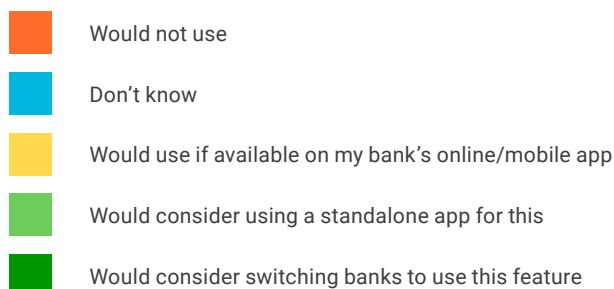 Would not use
Don’t know
Would use if available on my bank’s online/mobile app
Would consider using a standalone app for this
Would consider switching banks to use this feature